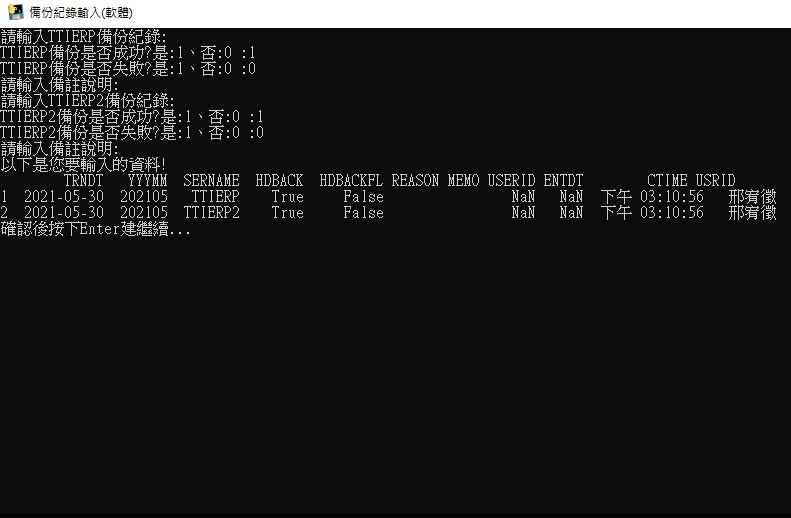 備份紀錄輸入(軟體)
請輸入TTIERP備份紀錄:
TTIERP備份是否成功?是:1、否:0 :1
TTIERP備份是否失敗?是:1、否:0 :0
請輸入備註說明:
請輸入TTIERP2備份紀錄:
TTIERP2備份是否成功?是:1、否:0 :1
TTIERP2備份是否失敗?是:1、否:0 :0
請輸入備註說明:
以下是您要輸入的資料!
TRNDT YYYMM SERNAME HDBACK HDBACKFL REASON MEMO USERID ENTDT CTIME USRID
1 2021-05-30 202105 TTIERP True False NaN NaN 下午 03:10:56 邢宥徵
2 2021-05-30 202105 TTIERP2 True False NaN NaN 下午 03:10:56 邢宥徵
確認後按下Enter建繼續...